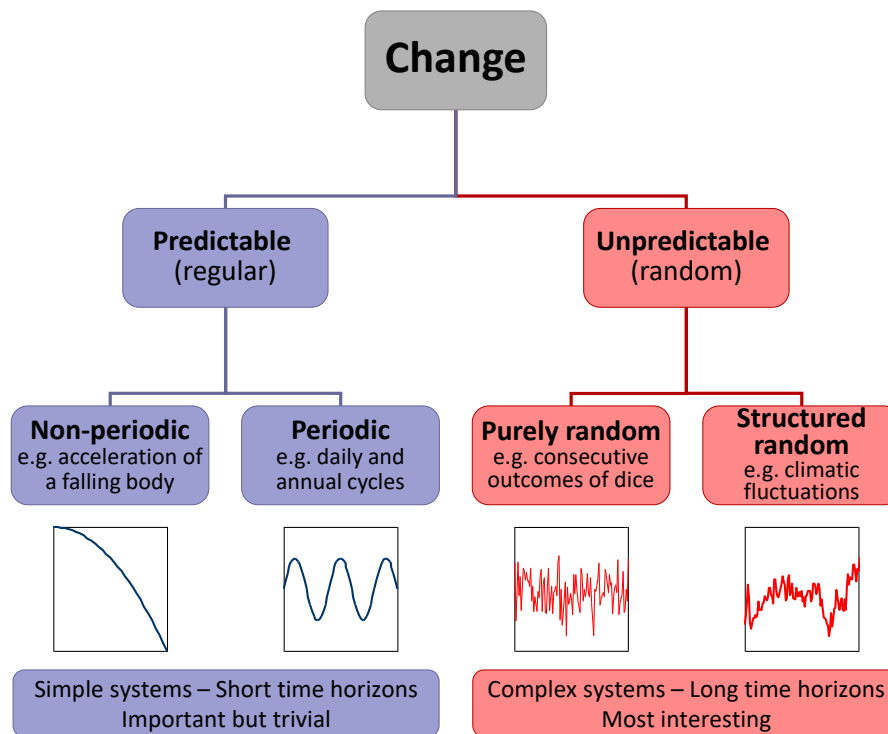 Change
Predictable
(regular)
Unpredictable
(random)
Non-periodic
e.g. acceleration of
a falling body
Periodic
e.g. daily and
annual cycles
Purely random
e.g. consecutive
outcomes of dice
Structured
random
e.g. climatic
fluctuations
Simple systems – Short time horizons
Important but trivial
Complex systems – Long time horizons
Most interesting